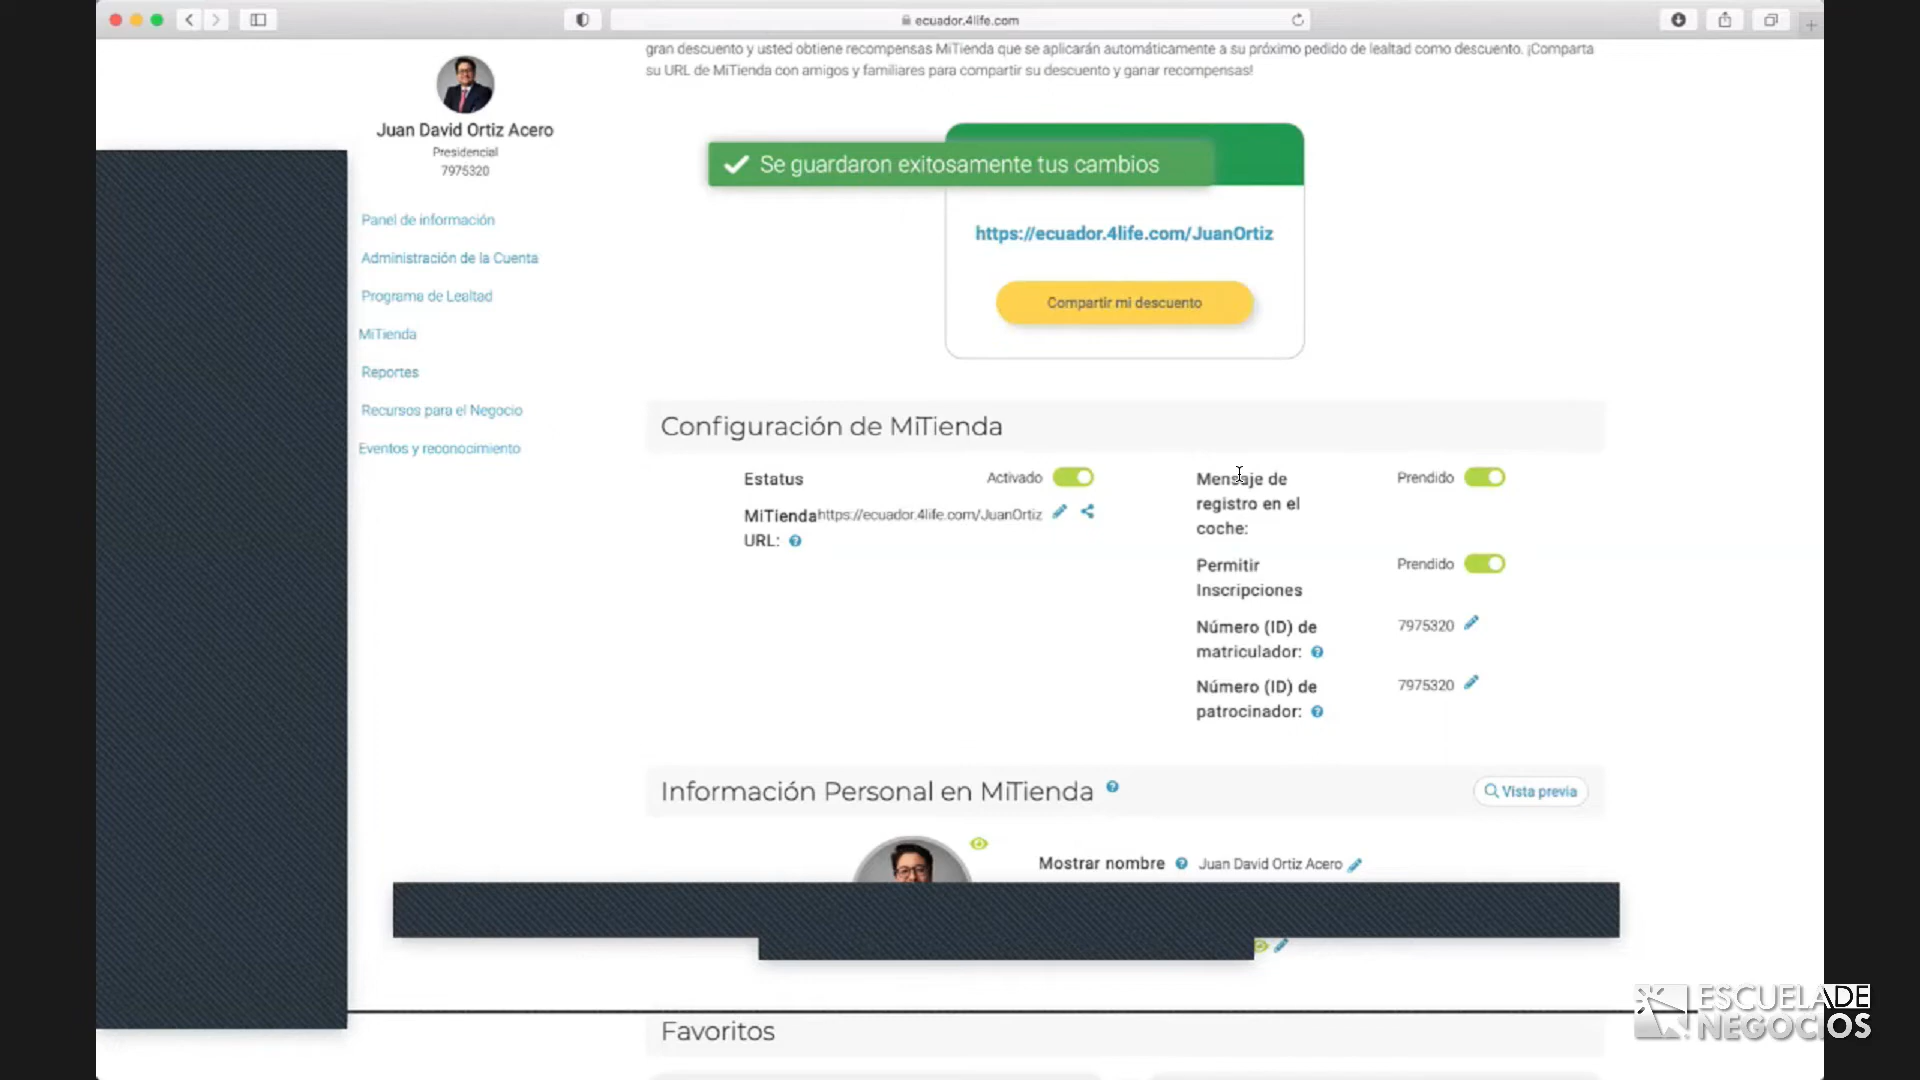 ecuador.4life.com
gran descuento y usted obtiene recompensas MiTienda que se aplicarán automáticamente a su próximo pedido de lealtad como descuento. ¡Comparta
su URL de MiTienda con amigos y familiares para compartir su descuento y ganar recompensas!
Juan David Ortiz Acero
Presidencial
7975320
Panel de información
Administración de la Cuenta
Programa de Lealtad
MiTienda
Reportes
Recursos para el Negocio
Eventos y reconocimiento
Se guardaron exitosamente tus cambios
https://ecuador.4life.com/JuanOrtiz
Compartir mi descuento
Configuración de MiTienda
Estatus
Activado
MiTienda
URL:
https://ecuador.4life.com/JuanOrtiz
Mensaje de
registro en el
coche:
Prendido
Permitir
Inscripciones
Prendido
Número (ID) de
matriculador:
7975320
Número (ID) de
patrocinador:
7975320
Información Personal en MiTienda
Vista previa
Mostrar nombre
Juan David Ortiz Acero
Favoritos
ESCUELADE
NEGOCIOS